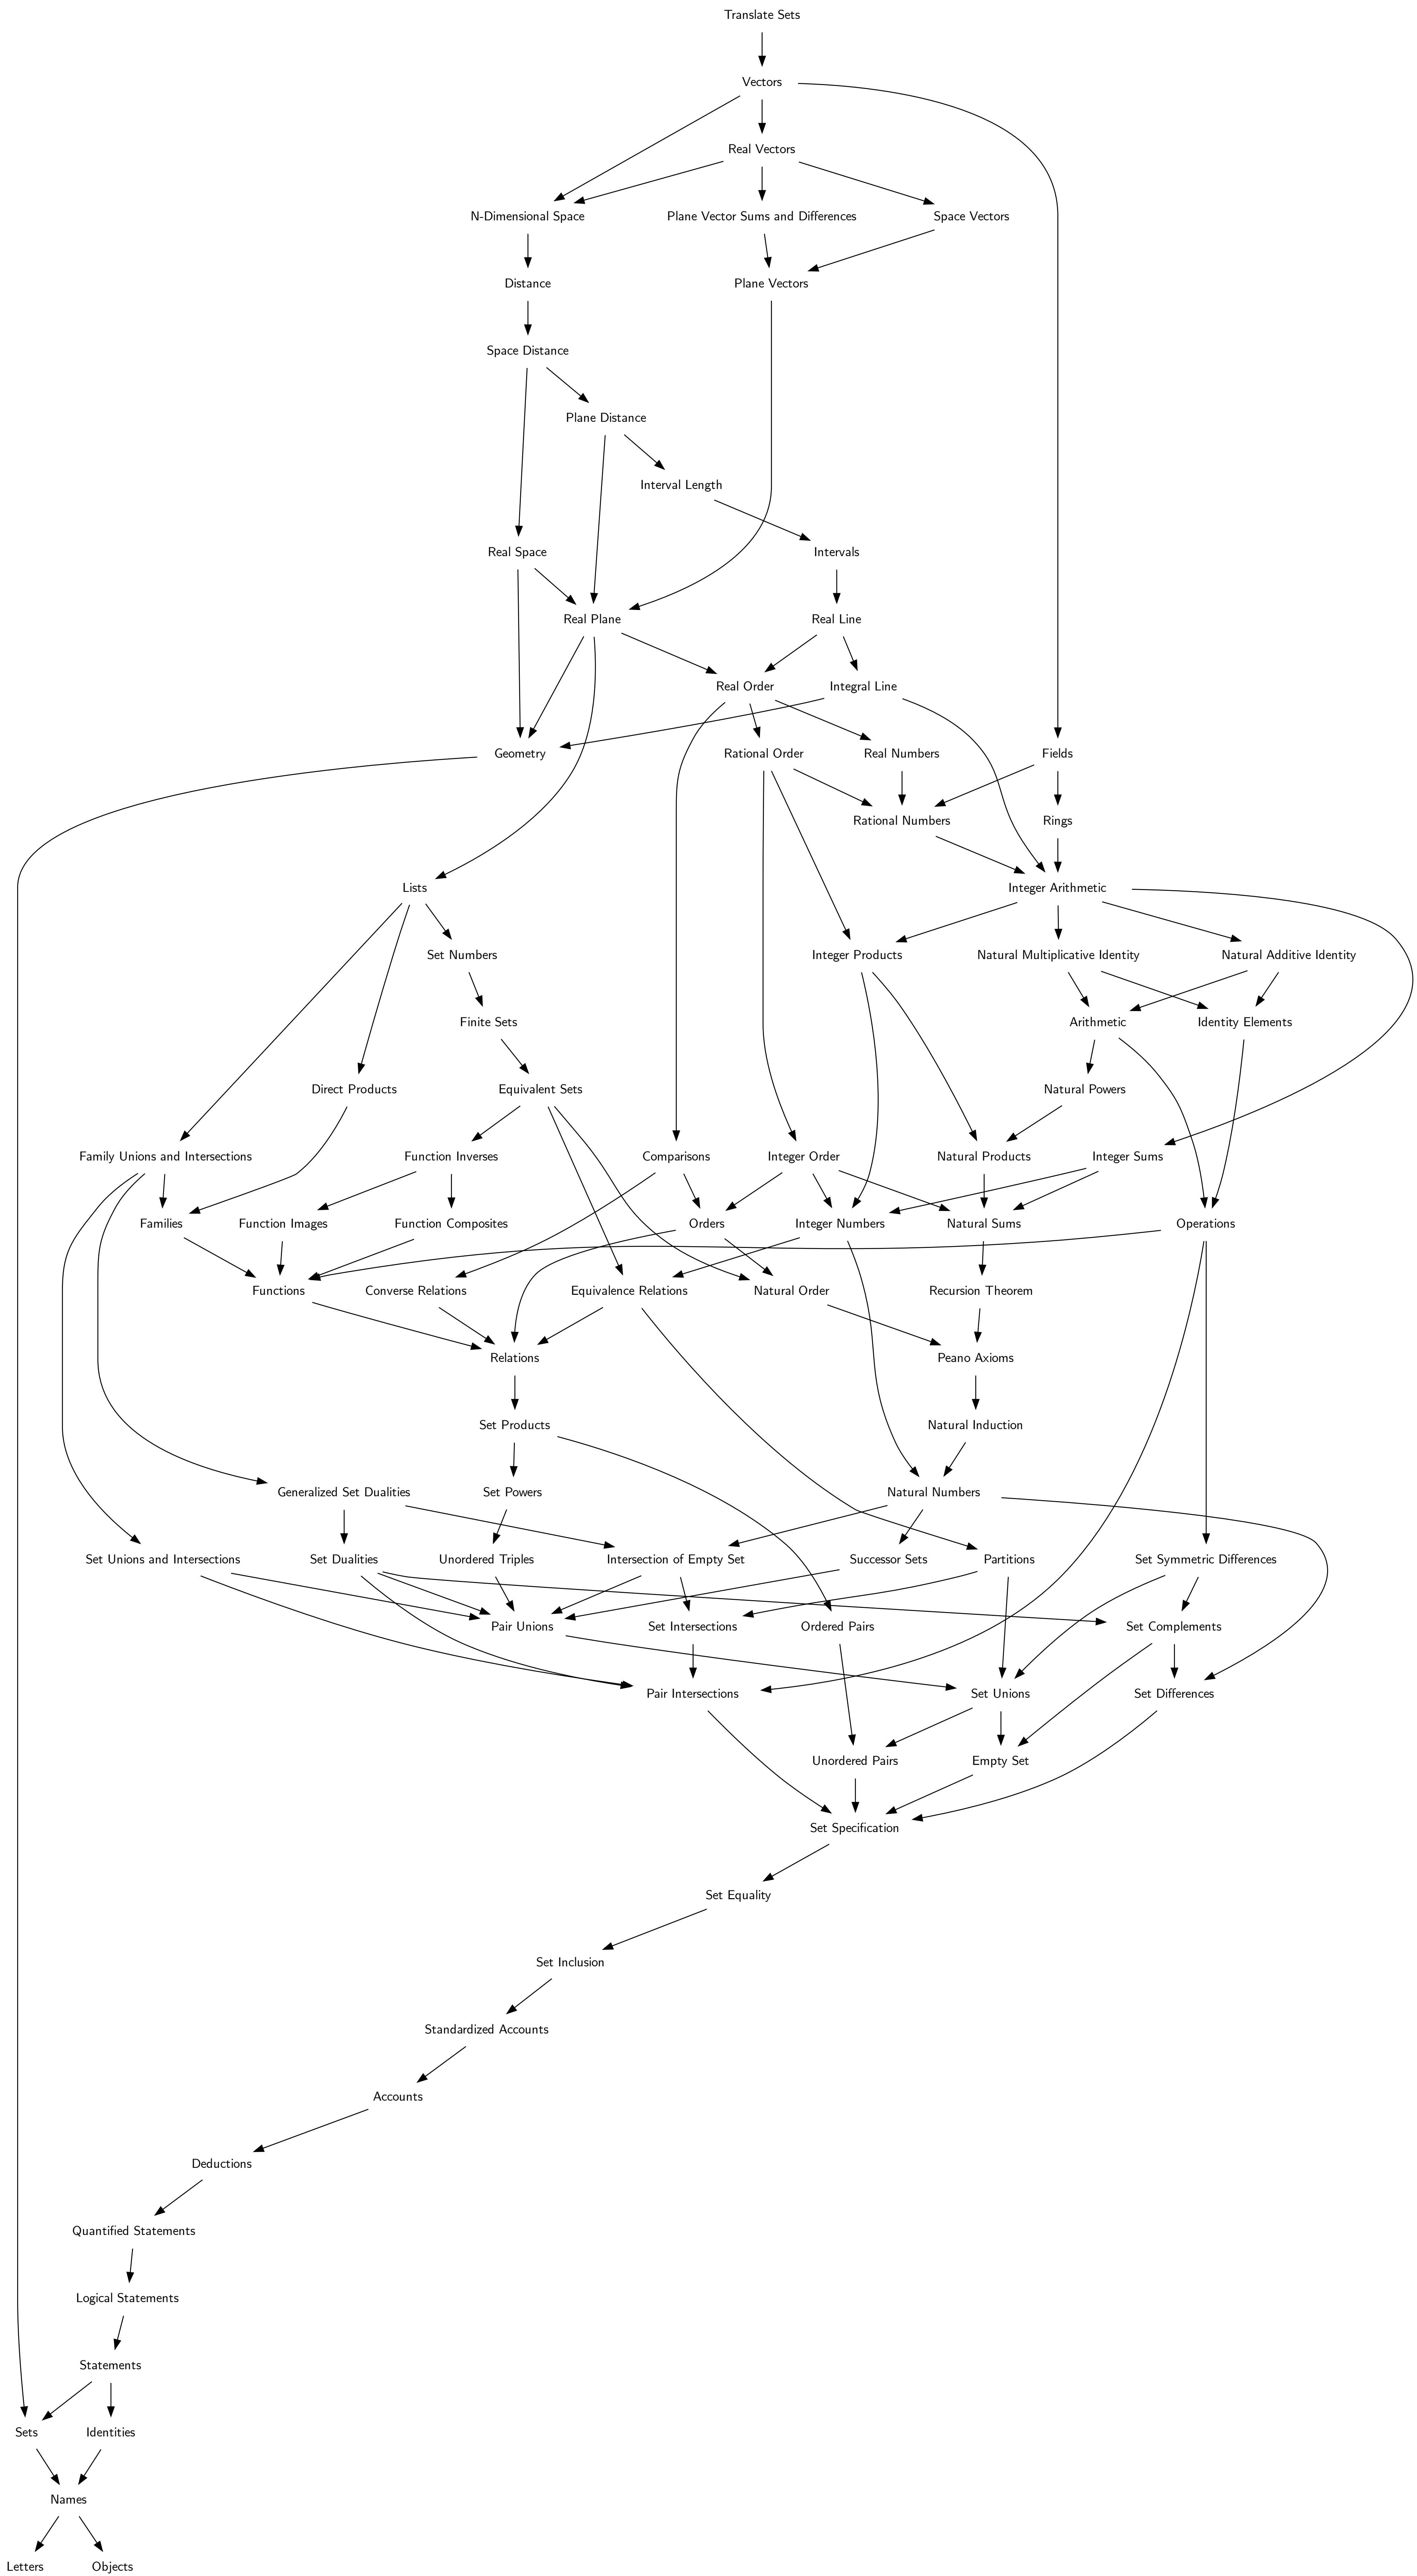 Translate Sets
Vectors
Real Vectors
N-Dimensional Space
Plane Vector Sums and Differences
Space Vectors
Distance
Plane Vectors
Space Distance
Plane Distance
Interval Length
Real Space
Intervals
Real Plane
Real Line
Real Order
Integral Line
Geometry
Rational Order
Real Numbers
Fields
Rational Numbers
Rings
Lists
Integer Arithmetic
Set Numbers
Integer Products
Natural Multiplicative Identity
Natural Additive Identity
Finite Sets
Arithmetic
Identity Elements
Direct Products
Equivalent Sets
Natural Powers
Family Unions and Intersections
Function Inverses
Comparisons
Integer Order
Natural Products
Integer Sums
Families
Function Images
Function Composites
Orders
Integer Numbers
Natural Sums
Operations
Functions
Converse Relations
Equivalence Relations
Natural Order
Recursion Theorem
Relations
Peano Axioms
Set Products
Natural Induction
Generalized Set Dualities
Set Powers
Natural Numbers
Set Unions and Intersections
Set Dualities
Unordered Triples
Intersection of Empty Set
Successor Sets
Partitions
Set Symmetric Differences
Pair Unions
Set Intersections
Ordered Pairs
Set Complements
Pair Intersections
Set Unions
Set Differences
Unordered Pairs
Empty Set
Set Specification
Set Equality
Set Inclusion
Standardized Accounts
Accounts
Deductions
Quantified Statements
Logical Statements
Statements
Sets
Identities
Names
Letters
Objects